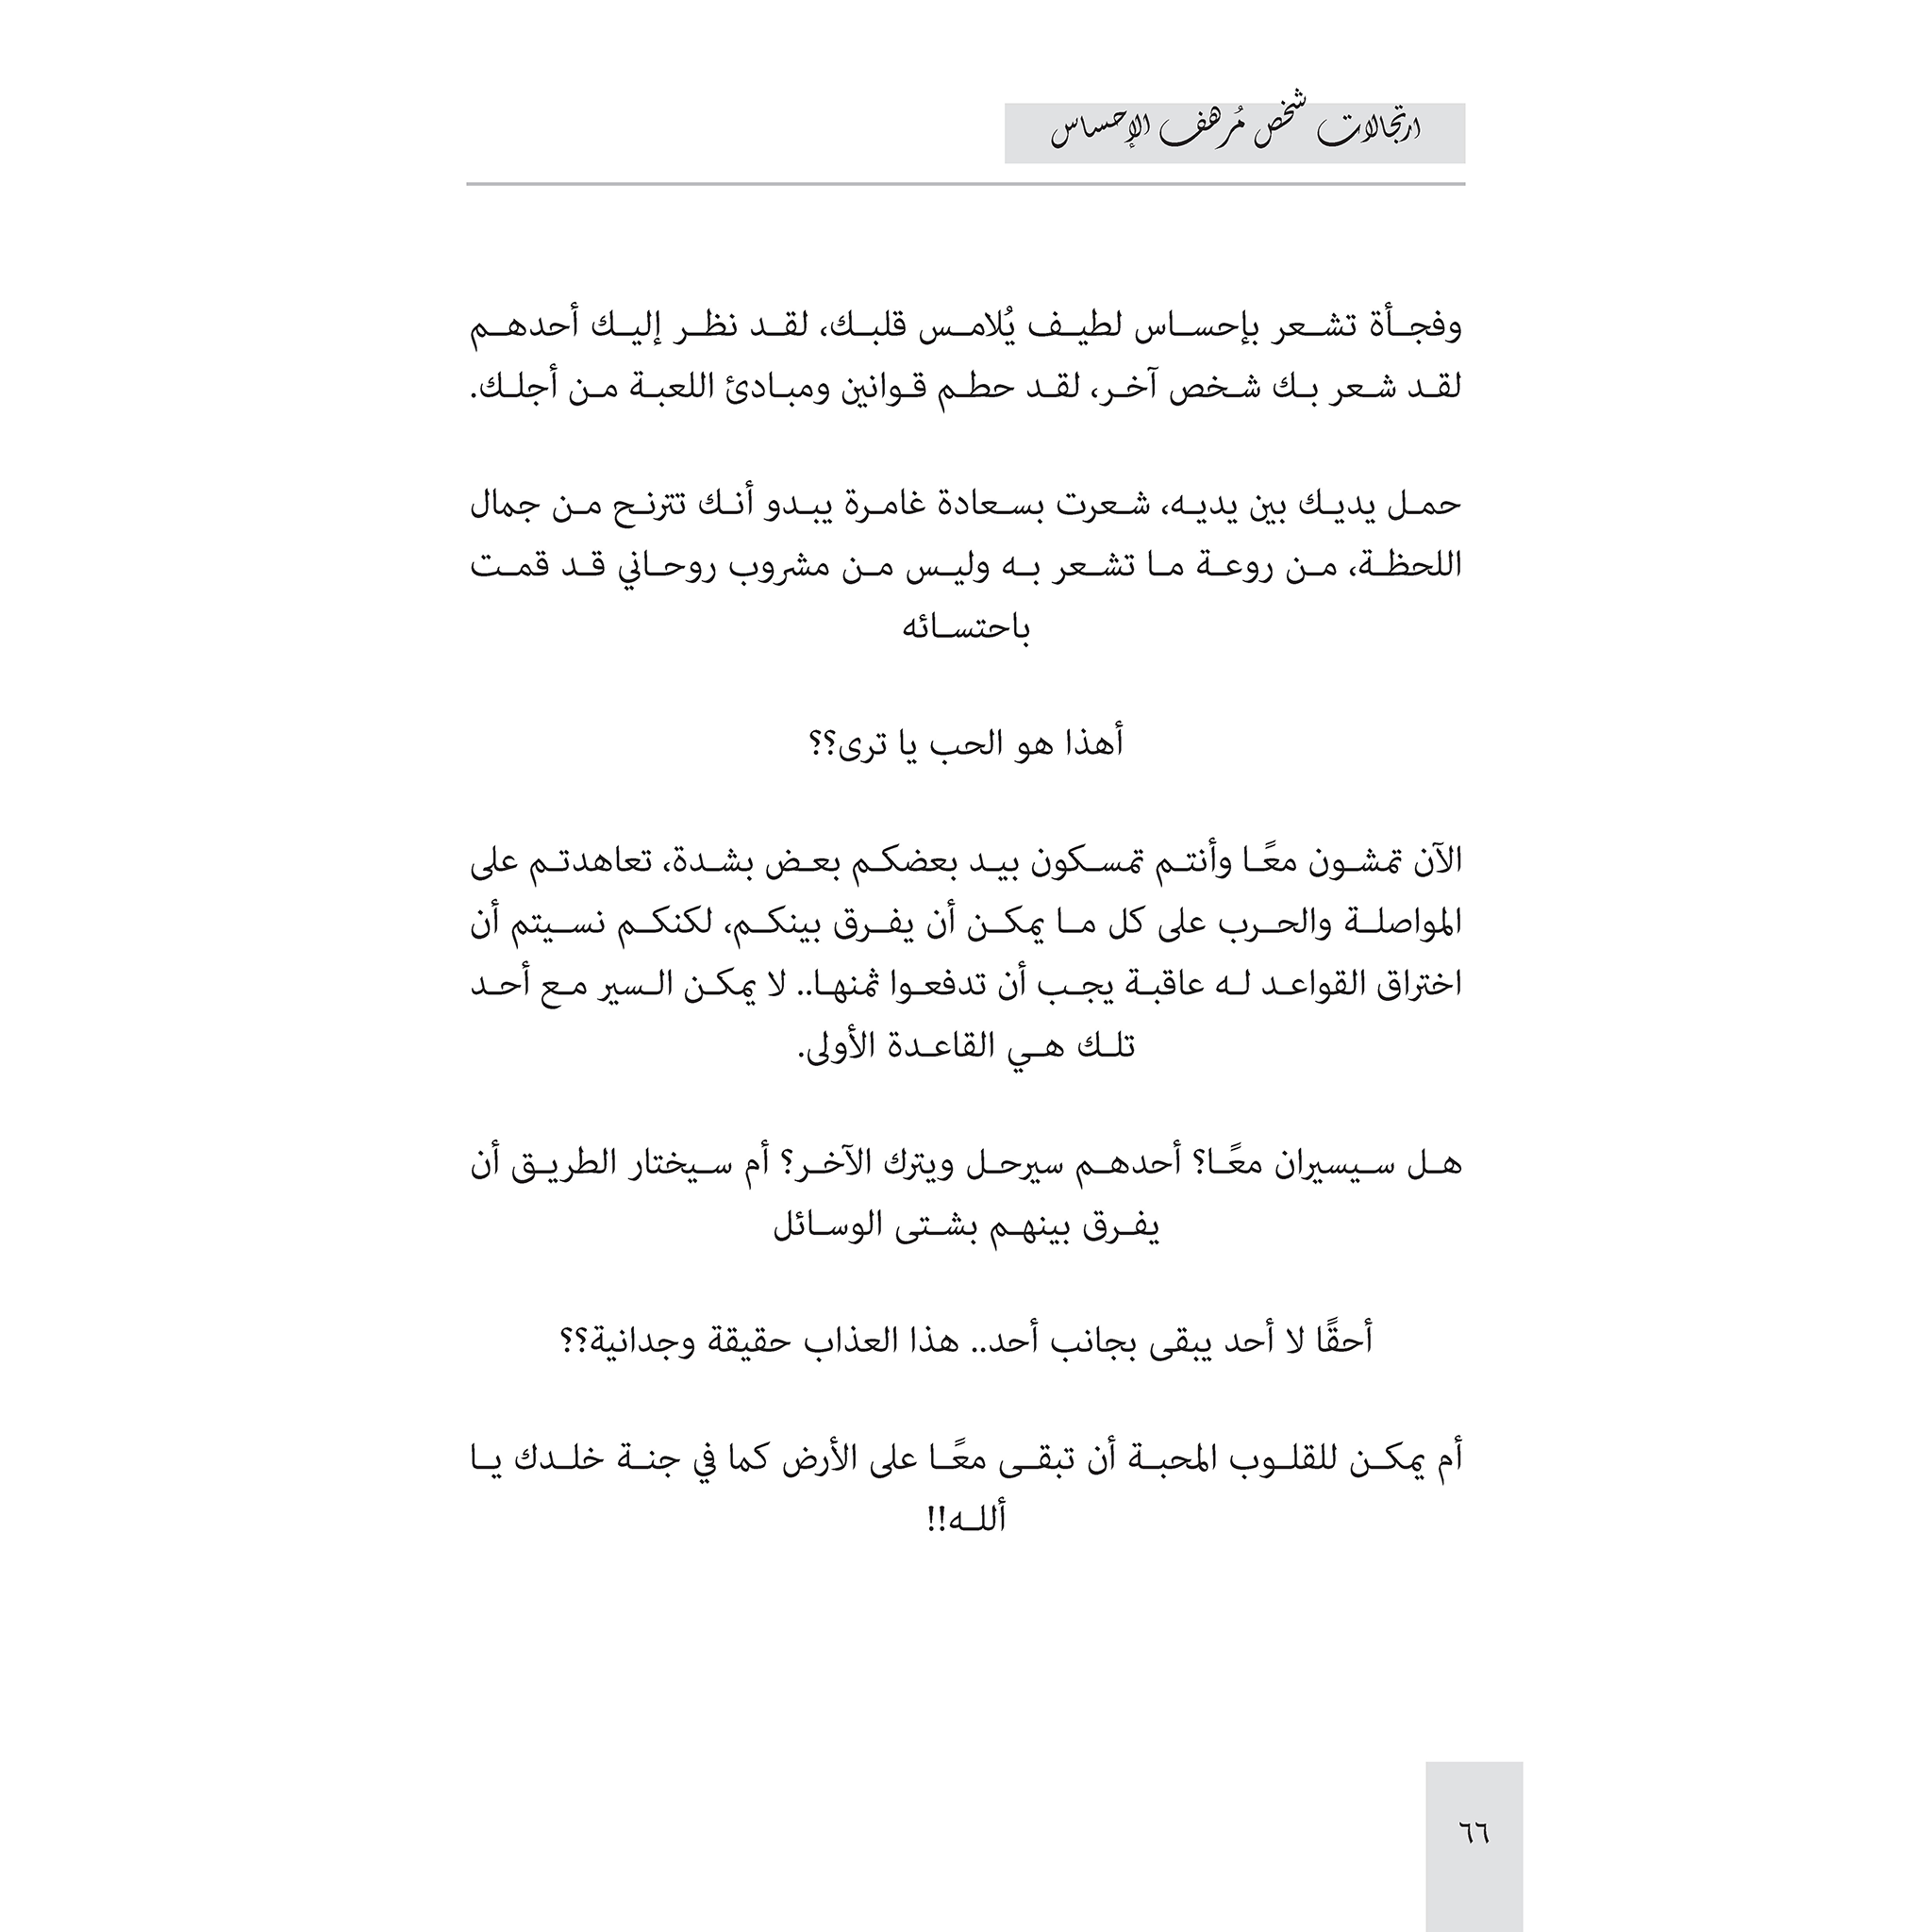 ارتجالات شخص مُرهف الإحساس
وفجأة تشعر بإحساس لطيف يُلامس قلبك، لقد نظر إليك أحدهم
لقد شعر بك شخص آخر، لقد حطم قوانين ومبادئ اللعبة من أجلك.
حمل يديك بين يديه، شعرت بسعادة غامرة يبدو أنك تترنح من جمال
اللحظة، من روعة ما تشعر به وليس من مشروب روحاني قد قمت
باحتسائه
أهذا هو الحب يا ترى؟؟
الآن تمشون معًا وأنتم تمسكون بيد بعضكم بعض بشدة، تعاهدتم على
المواصلة والحرب على كل ما يمكن أن يفرق بينكم، لكنكم نسيتم أن
اختراق القواعد له عاقبة يجب أن تدفعوا ثمنها.. لا يمكن السير مع أحد
تلك هي القاعدة الأولى.
هل سيسيران معًا؟ أحدهم سيرحل ويترك الآخر؟ أم سيختار الطريق أن
يفرق بينهم بشتى الوسائل
أحقًا لا أحد يبقى بجانب أحد.. هذا العذاب حقيقة وجدانية؟؟
أم يمكن للقلوب المحبة أن تبقى معًا على الأرض كما في جنة خلدك يا
ألله!!
٦٦